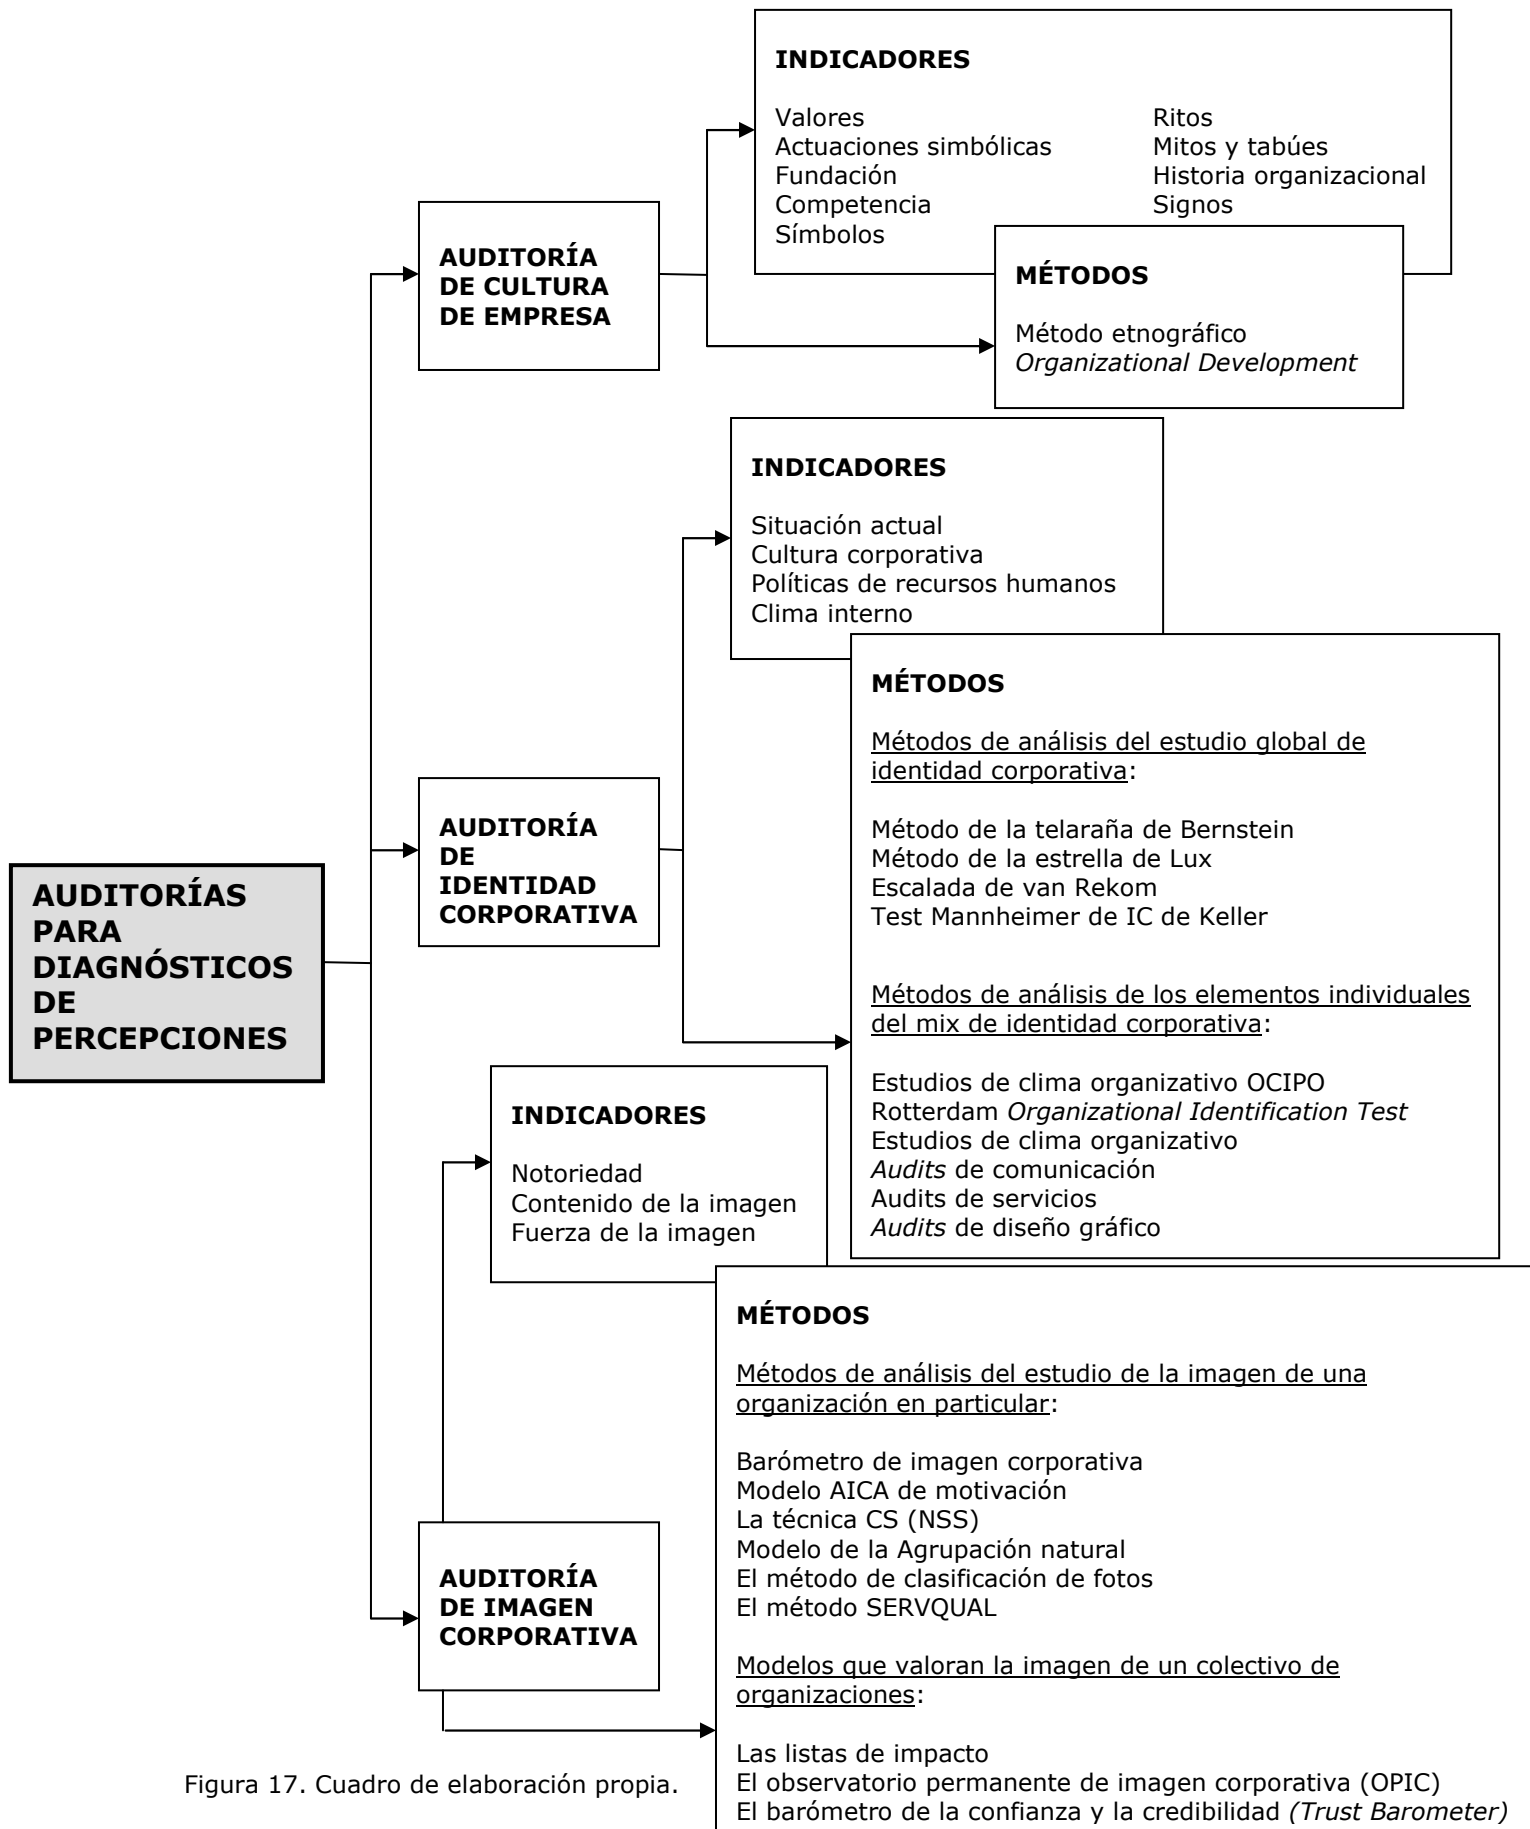 INDICADORES
Valores
Actuaciones simbólicas
Fundación
Competencia
Símbolos
Ritos
Mitos y tabúes
Historia organizacional
Signos
AUDITORÍA
DE CULTURA
DE EMPRESA
MÉTODOS
Método etnográfico
Organizational Development
INDICADORES
Situación actual
Cultura corporativa
Políticas de recursos humanos
Clima interno
MÉTODOS
Métodos de análisis del estudio global de
identidad corporativa:
Método de la telaraña de Bernstein
Método de la estrella de Lux
Escalada de van Rekom
Test Mannheimer de IC de Keller
Métodos de análisis de los elementos individuales
del mix de identidad corporativa:
Estudios de clima organizativo OCIPO
Rotterdam Organizational Identification Test
Estudios de clima organizativo
Audits de comunicación
Audits de servicios
Audits de diseño gráfico
AUDITORÍA
DE
IDENTIDAD
CORPORATIVA
AUDITORÍAS
PARA
DIAGNÓSTICOS
DE
PERCEPCIONES
INDICADORES
Notoriedad
Contenido de la imagen
Fuerza de la imagen
MÉTODOS
Métodos de análisis del estudio de la imagen de una
organización en particular:
Barómetro de imagen corporativa
Modelo AICA de motivación
La técnica CS (NSS)
Modelo de la Agrupación natural
El método de clasificación de fotos
El método SERVQUAL
Modelos que valoran la imagen de un colectivo de
organizaciones:
Las listas de impacto
El observatorio permanente de imagen corporativa (OPIC)
El barómetro de la confianza y la credibilidad (Trust Barometer)
AUDITORÍA
DE IMAGEN
CORPORATIVA
Figura 17. Cuadro de elaboración propia.